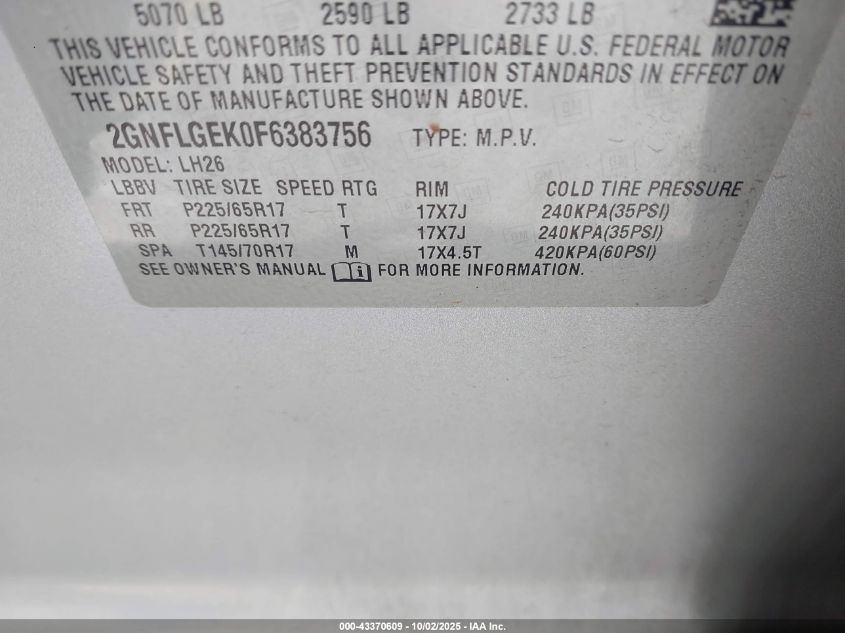 5070 LB 2590 LB 2733 LB
THIS VEHICLE CONFORMS TO ALL APPLICABLE U.S. FEDERAL MOTOR
VEHICLE SAFETY AND THEFT PREVENTION STANDARDS IN EFFECT ON
THE DATE OF MANUFACTURE SHOWN ABOVE.
2GNFLGEK0F6383756 TYPE: M.P.V.
MODEL: LH26
LBBV TIRE SIZE SPEED RTG RIM COLD TIRE PRESSURE
FRT P225/65R17 T 17X7J 240KPA(35PSI)
RR P225/65R17 T 17X7J 240KPA(35PSI)
SPA T145/70R17 M 17X4.5T 420KPA(60PSI)
SEE OWNER'S MANUAL FOR MORE INFORMATION.
000-43370609 - 10/02/2025 - IAA Inc.